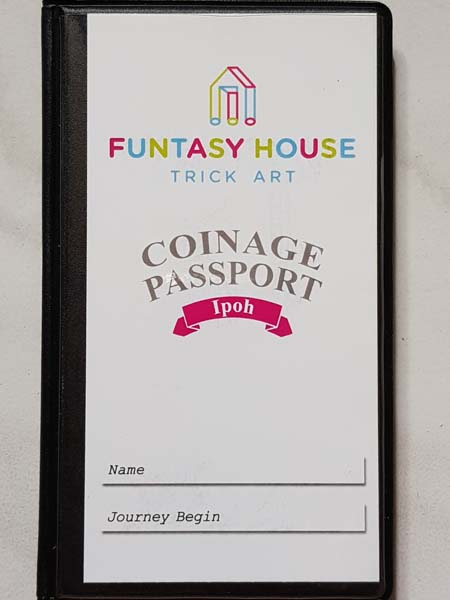 FUNTASY HOUSE
TRICK ART
COINAGE
PASSPORT
Ipoh
Name
Journey Begin